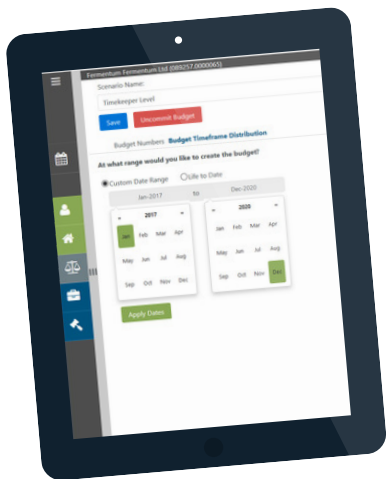 Fermentum Fermentum Ltd (089257.0000065)
Scenario Name:
Timekeeper Level
Save Uncommit Budget
Budget Numbers Budget Timeframe Distribution
At what range would you like to create the budget?
Custom Date Range Life to Date
Jan-2017 to Dec-2020
2017 2020
Jan Feb Mar Apr Jan Feb Mar Apr
May Jun Jul Aug May Jun Jul Aug
Sep Oct Nov Dec Sep Oct Nov Dec
Apply Dates